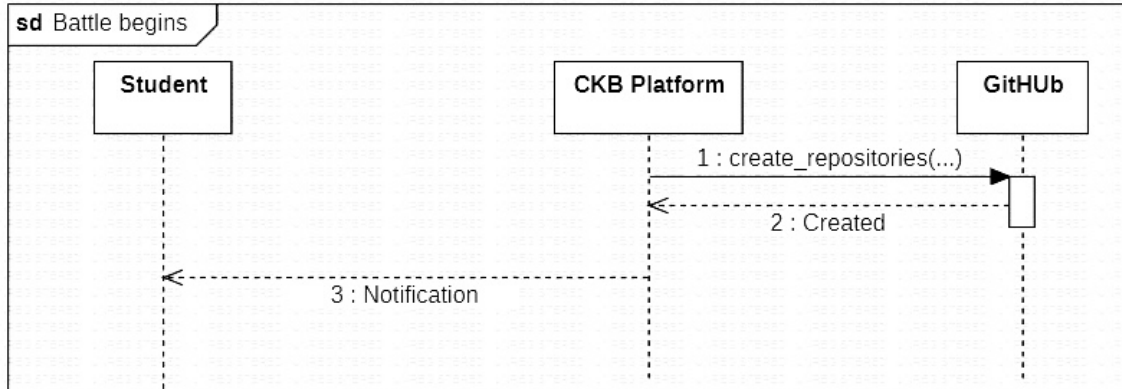 sd Battle begins
Student
CKB Platform
GitHUb
1 : create_repositories(...)
2 : Created
3 : Notification